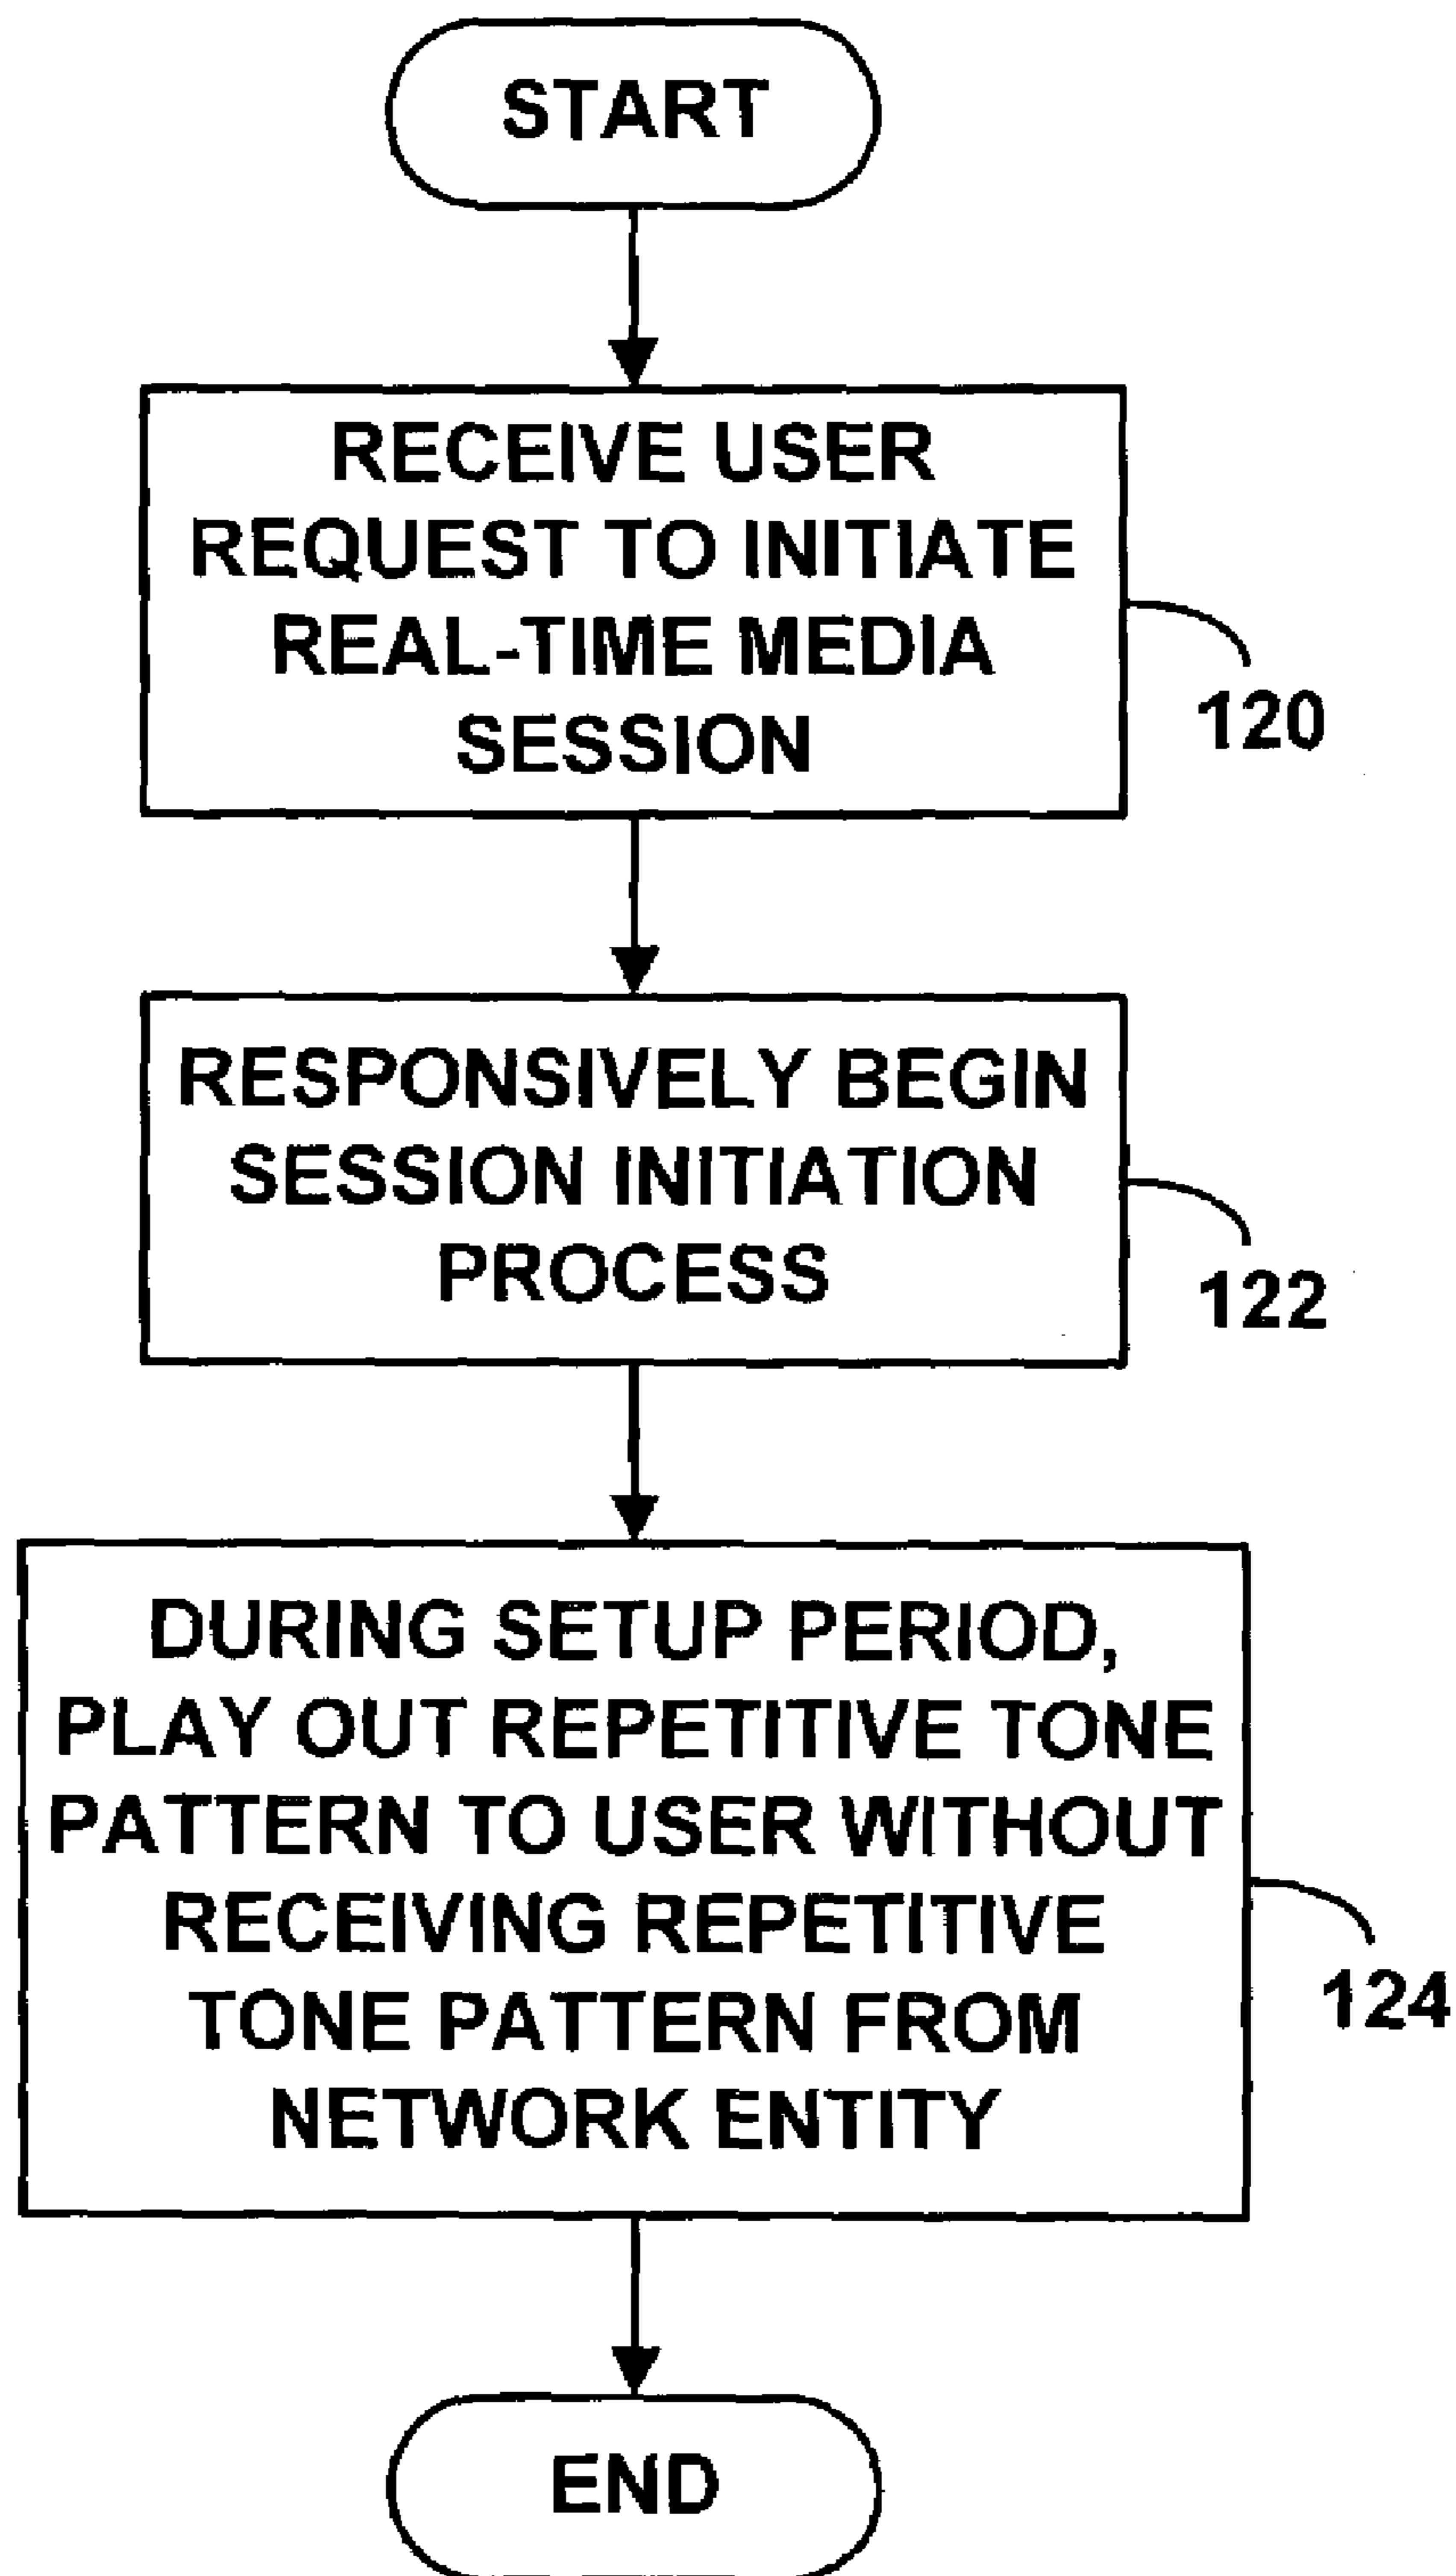 START
RECEIVE USER
REQUEST TO INITIATE
REAL-TIME MEDIA
SESSION
120
RESPONSIVELY BEGIN
SESSION INITIATION
PROCESS
122
DURING SETUP PERIOD,
PLAY OUT REPETITIVE TONE
PATTERN TO USER WITHOUT
RECEIVING REPETITIVE
TONE PATTERN FROM
NETWORK ENTITY
124
END